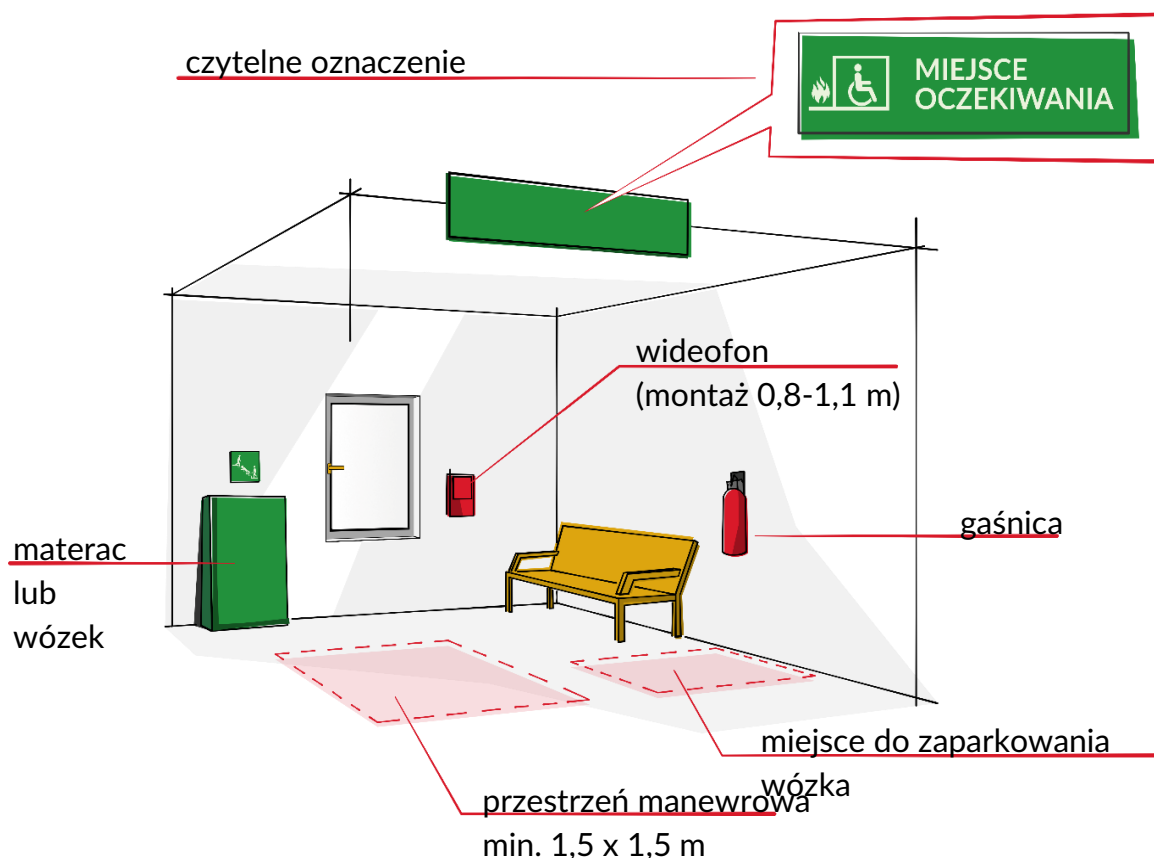 czytelne oznaczenie
MIEJSCE
OCZEKIWANIA
wideofon
(montaż 0,8-1,1 m)
gaśnica
materac
lub
wózek
miejsce do zaparkowania
wózka
przestrzeń manewrowa
min. 1,5 x 1,5 m